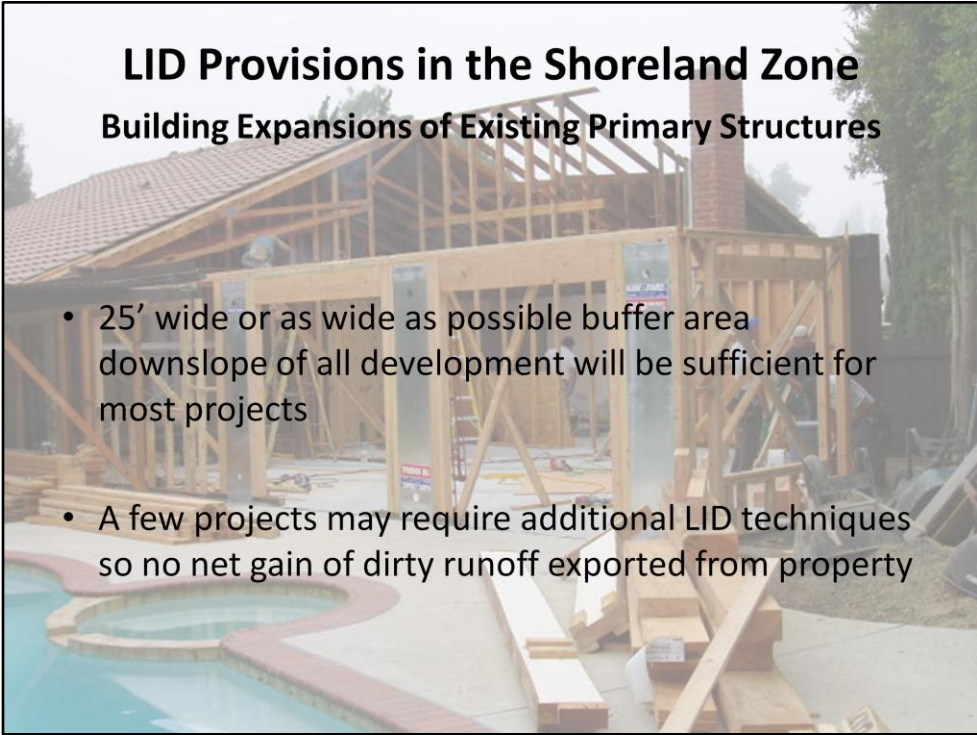 LID Provisions in the Shoreland Zone
Building Expansions of Existing Primary Structures
• 25’ wide or as wide as possible buffer area
downslope of all development will be sufficient for
most projects
• A few projects may require additional LID techniques
so no net gain of dirty runoff exported from property